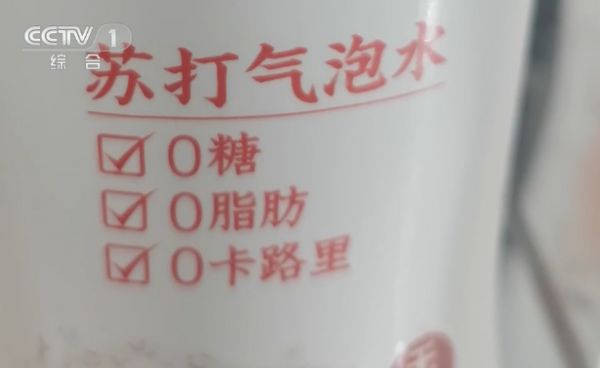 CCTV 1
综合
苏打气泡水
0糖
0脂肪
0卡路里